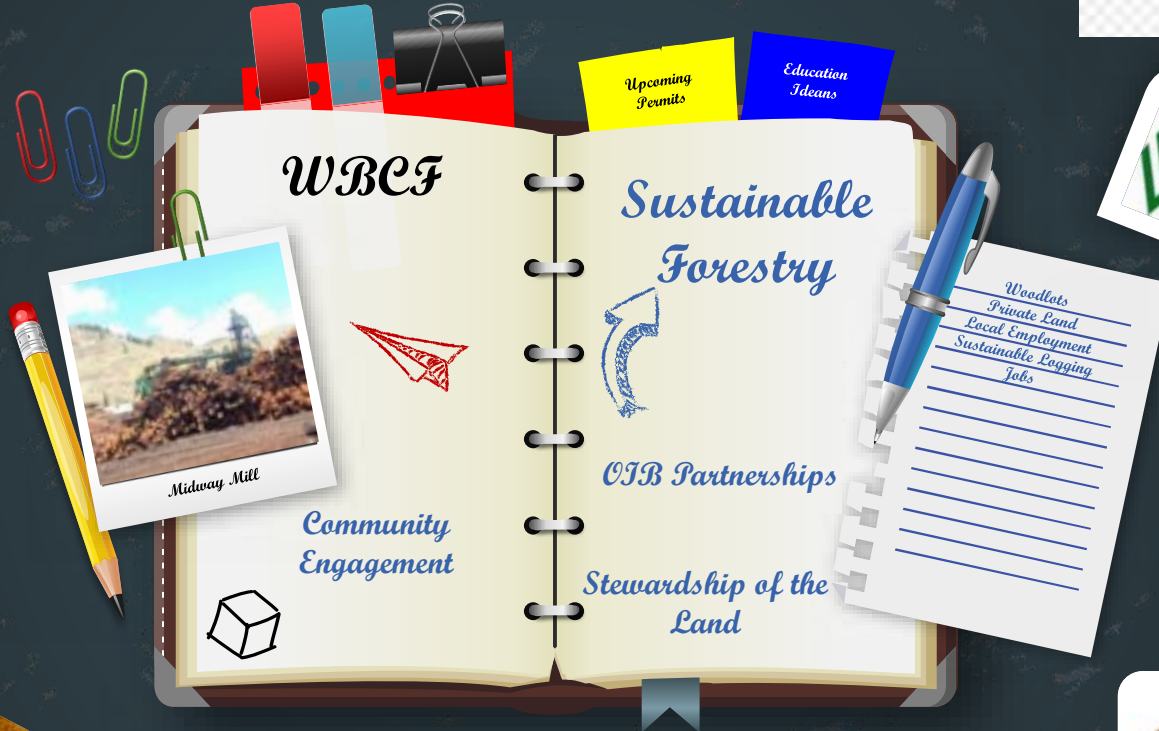 Upcoming
Permits
Education
Ideans
WBCF
Sustainable
Forestry
Midway Mill
Community
Engagement
OIB Partnerships
Stewardship of the
Land
Woodlots
Private Land
Local Employment
Sustainable Logging
Jobs